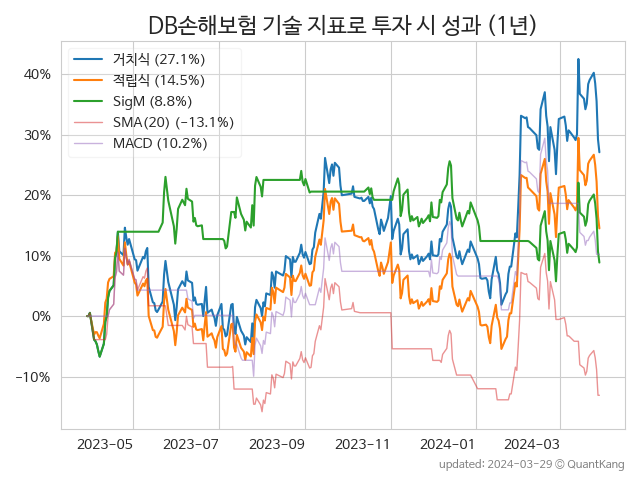 DB손해보험 기술 지표로 투자 시 성과 (1년)
거치식 (27.1%)
적립식 (14.5%)
SigM (8.8%)
SMA(20) (−13.1%)
MACD (10.2%)
40%
30%
20%
10%
0%
−10%
2023−05
2023−07
2023−09
2023−11
2024−01
2024−03
updated: 2024−03−29 © QuantKang